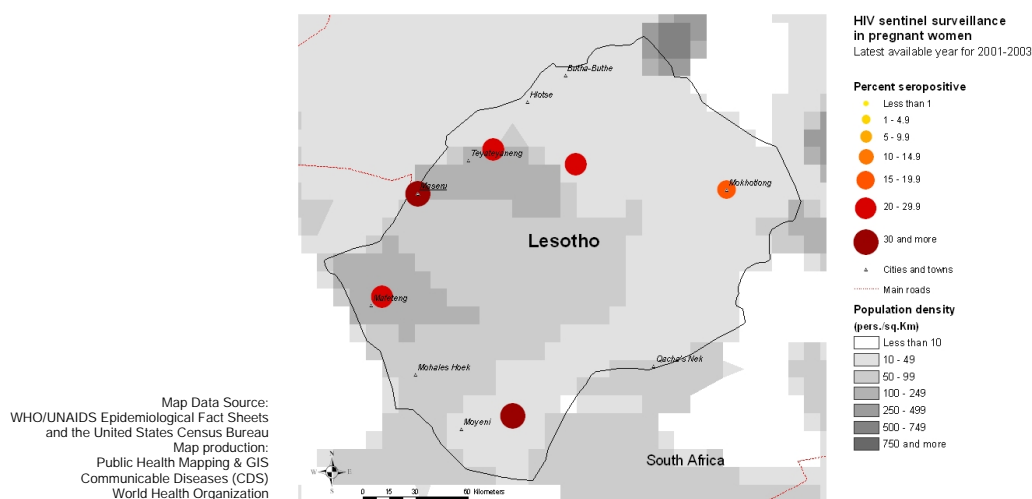 HIV sentinel surveillance
in pregnant women
Latest available year for 2001-2003
Percent seropositive
Less than 1
1 - 4.9
5 - 9.9
10 - 14.9
15 - 19.9
20 - 29.9
30 and more
Cities and towns
Main roads
Population density
(pers./sq.Km)
Less than 10
10 - 49
50 - 99
100 - 249
250 - 499
500 - 749
750 and more
Butha-Buthe
Hlotse
Teyateyaneng
Maseru
Mokhotlong
Lesotho
Mafeteng
Mohales Hoek
Qacha's Nek
Moyeni
South Africa
N
W
E
S
0 15 30 60 Kilometers
Map Data Source:
WHO/UNAIDS Epidemiological Fact Sheets
and the United States Census Bureau
Map production:
Public Health Mapping & GIS
Communicable Diseases (CDS)
World Health Organization